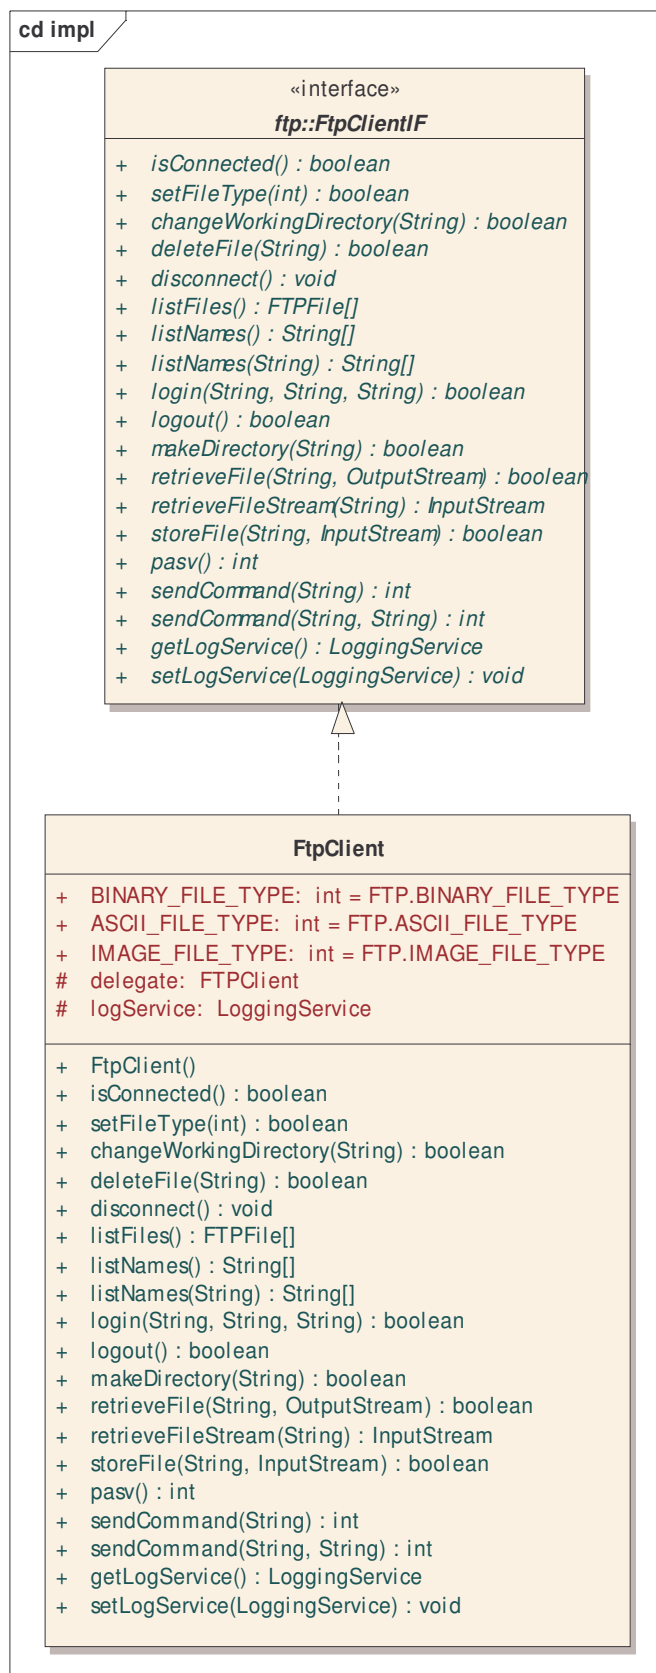 cd impl
«interface»
ftp::FtpClientIF
+ isConnected() : boolean
+ setFileType(int) : boolean
+ changeWorkingDirectory(String) : boolean
+ deleteFile(String) : boolean
+ disconnect() : void
+ listFiles() : FTPFile[]
+ listNames() : String[]
+ listNames(String) : String[]
+ login(String, String, String) : boolean
+ logout() : boolean
+ makeDirectory(String) : boolean
+ retrieveFile(String, OutputStream) : boolean
+ retrieveFileStream(String) : InputStream
+ storeFile(String, InputStream) : boolean
+ pasv() : int
+ sendCommand(String) : int
+ sendCommand(String, String) : int
+ getLogService() : LoggingService
+ setLogService(LoggingService) : void
FtpClient
+ BINARY_FILE_TYPE: int = FTP.BINARY_FILE_TYPE
+ ASCII_FILE_TYPE: int = FTP.ASCII_FILE_TYPE
+ IMAGE_FILE_TYPE: int = FTP.IMAGE_FILE_TYPE
# delegate: FTPClient
# logService: LoggingService
+ FtpClient()
+ isConnected() : boolean
+ setFileType(int) : boolean
+ changeWorkingDirectory(String) : boolean
+ deleteFile(String) : boolean
+ disconnect() : void
+ listFiles() : FTPFile[]
+ listNames() : String[]
+ listNames(String) : String[]
+ login(String, String, String) : boolean
+ logout() : boolean
+ makeDirectory(String) : boolean
+ retrieveFile(String, OutputStream) : boolean
+ retrieveFileStream(String) : InputStream
+ storeFile(String, InputStream) : boolean
+ pasv() : int
+ sendCommand(String) : int
+ sendCommand(String, String) : int
+ getLogService() : LoggingService
+ setLogService(LoggingService) : void